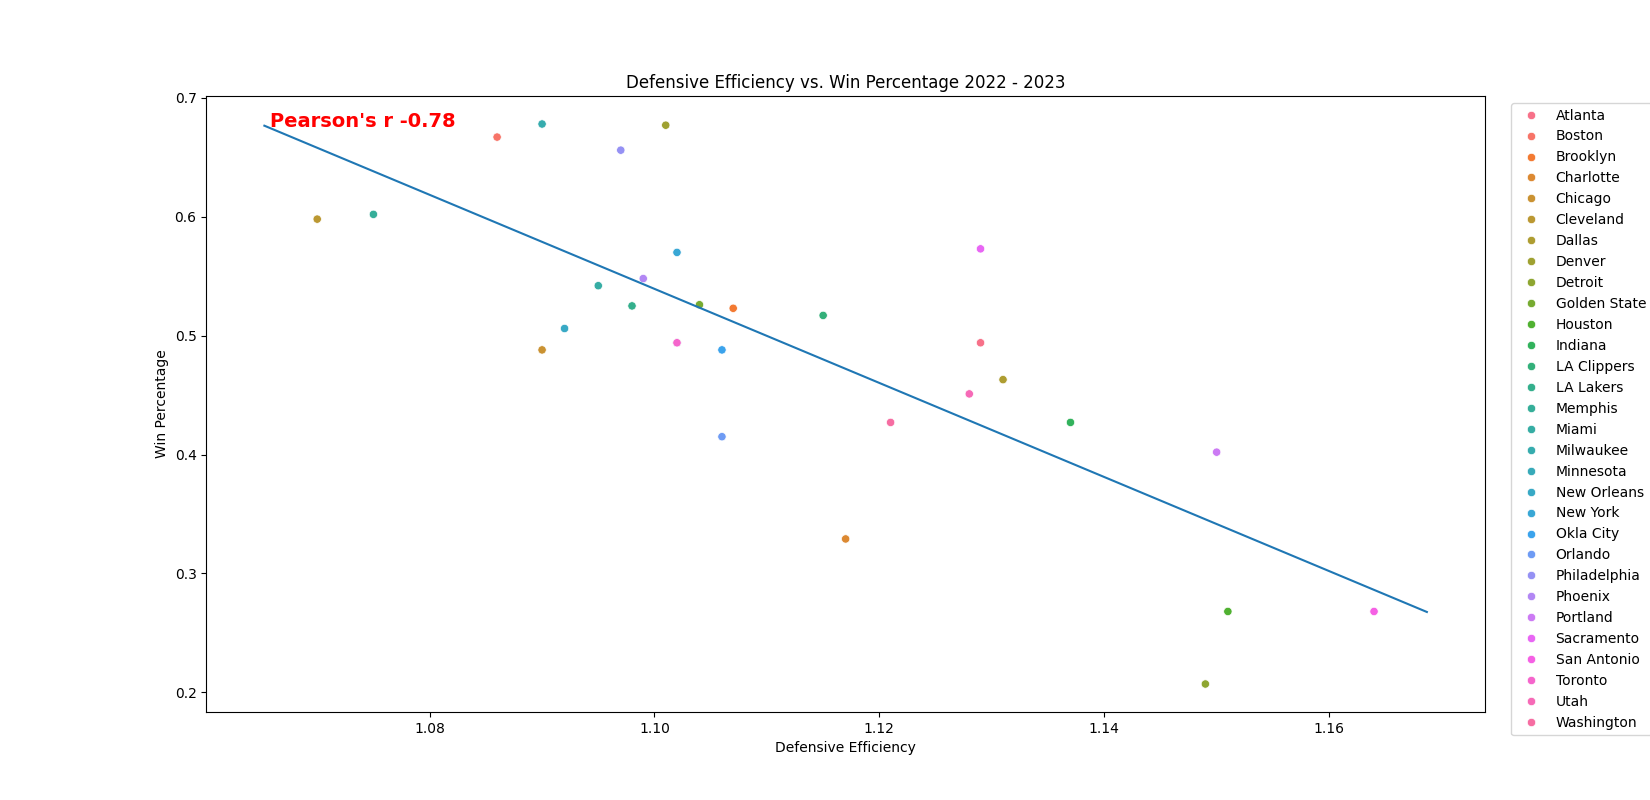 Defensive Efficiency vs. Win Percentage 2022 - 2023
Pearson's r -0.78
0.7
0.6
0.5
0.4
0.3
0.2
Win Percentage
1.08
1.10
1.12
1.14
1.16
Defensive Efficiency
Atlanta
Boston
Brooklyn
Charlotte
Chicago
Cleveland
Dallas
Denver
Detroit
Golden State
Houston
Indiana
LA Clippers
LA Lakers
Memphis
Miami
Milwaukee
Minnesota
New Orleans
New York
Okla City
Orlando
Philadelphia
Phoenix
Portland
Sacramento
San Antonio
Toronto
Utah
Washington